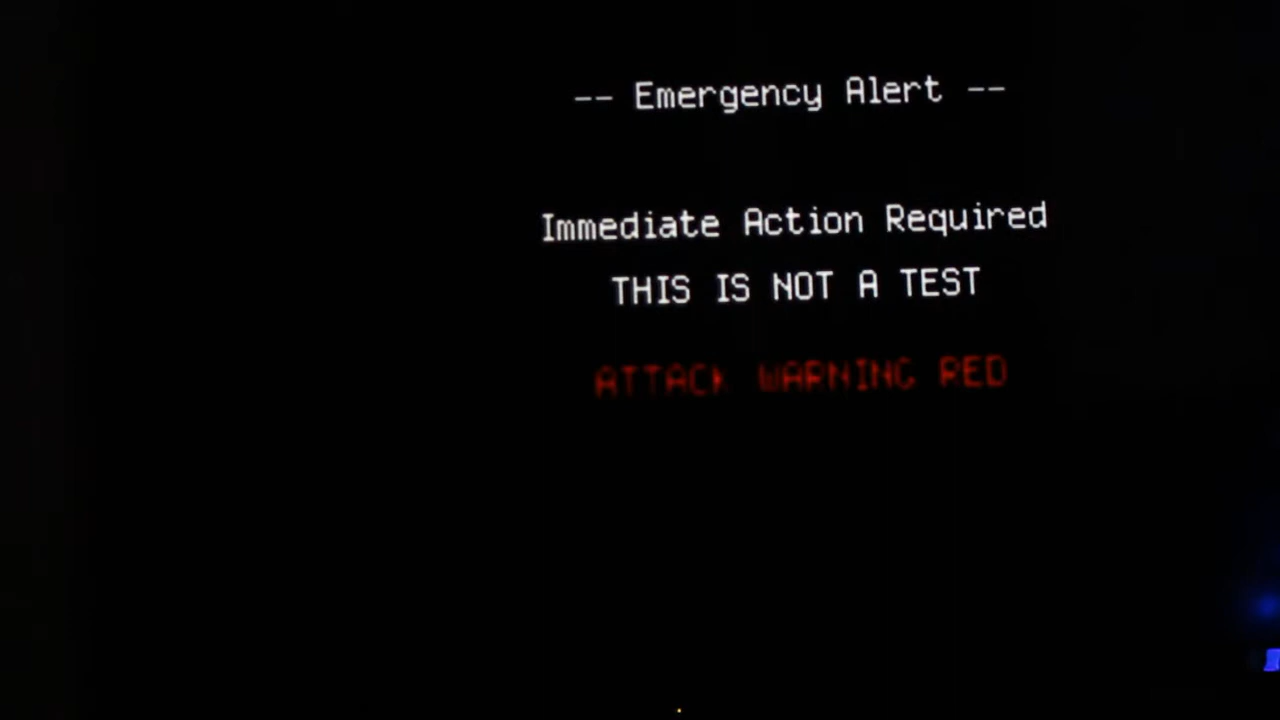 -- Emergency Alert --
Immediate Action Required
THIS IS NOT A TEST
ATTACK WARNING RED